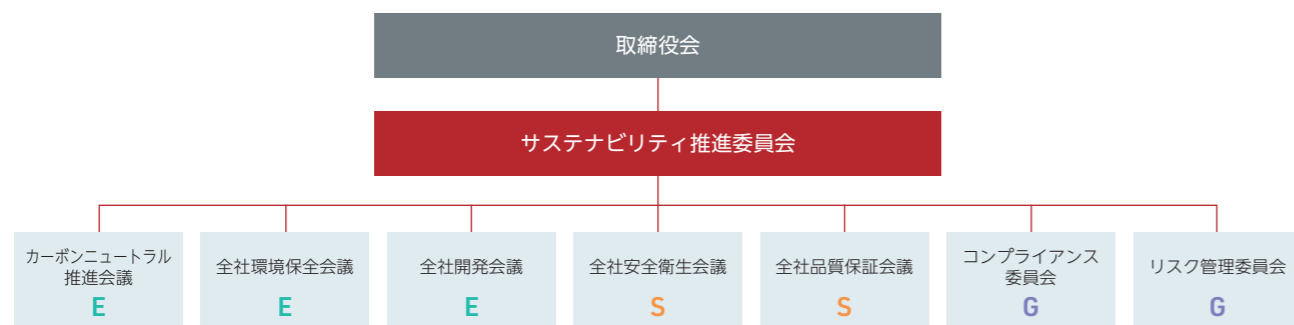 取締役会
サステナビリティ推進委員会
カーボンニュートラル
推進会議
E
全社環境保全会議
E
全社開発会議
E
全社安全衛生会議
S
全社品質保証会議
S
コンプライアンス
委員会
G
リスク管理委員会
G